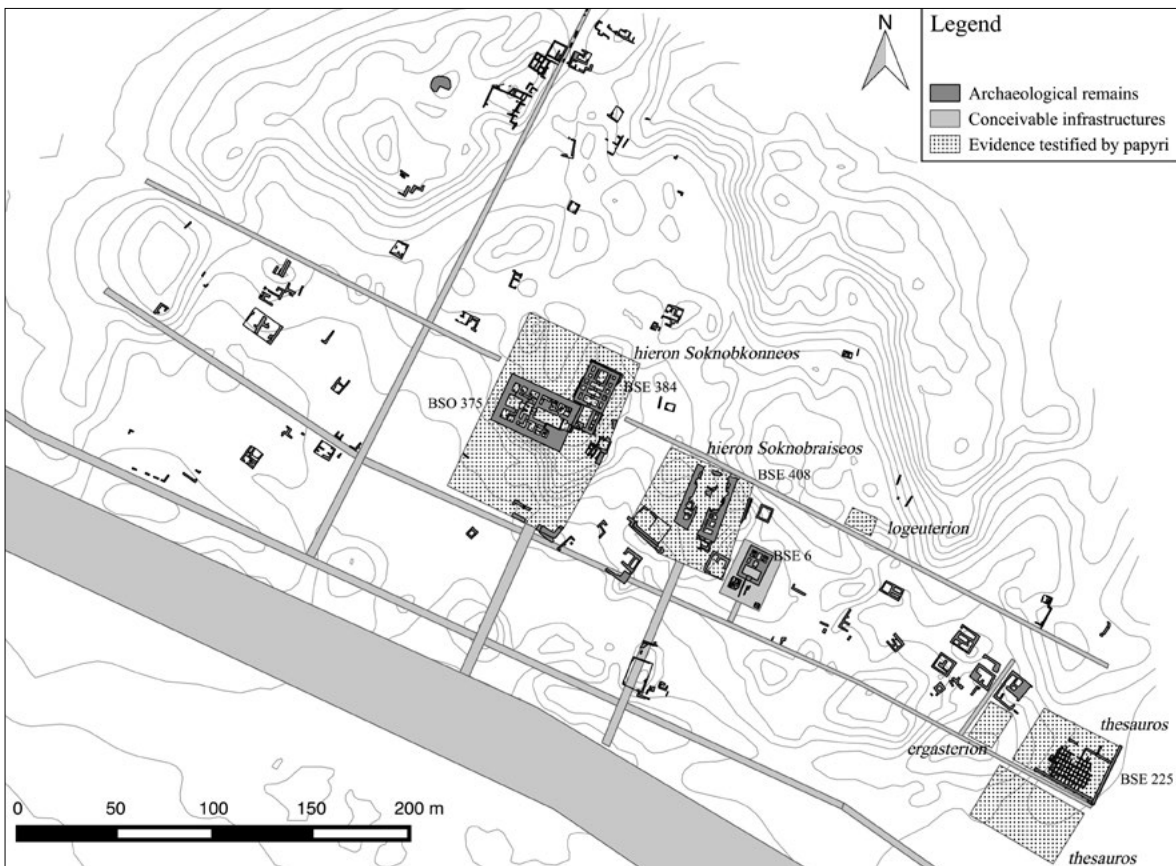 N
Legend
Archaeological remains
Conceivable infrastructures
Evidence testified by papyri
hieron Soknobkonneos
BSE 384
BSO 375
hieron Soknobraiseos
BSE 408
logeuterion
BSE 6
thesauros
ergasterion
BSE 225
0 50 100 150 200 m
thesauros